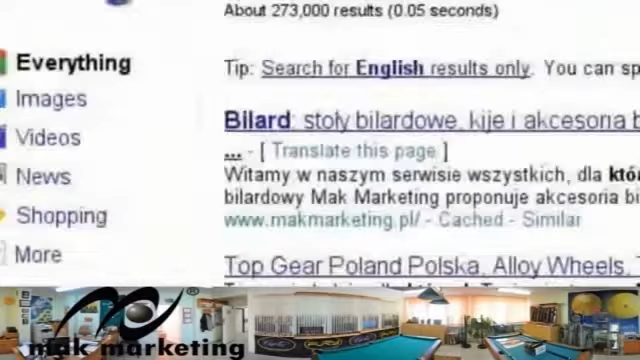 About 273,000 results (0.05 seconds)
Everything
Images
Videos
News
Shopping
More
Tip: Search for English results only. You can sp
Bilard: stoły bilardowe, kije i akcesoria b
... - [ Translate this page ]
Witamy w naszym serwisie wszystkich, dla któ
bilardowy Mak Marketing proponuje akcesoria bi
www.makmarketing.pl/ - Cached - Similar
Top Gear Poland Polska, Alloy Wheels,
mak marketing